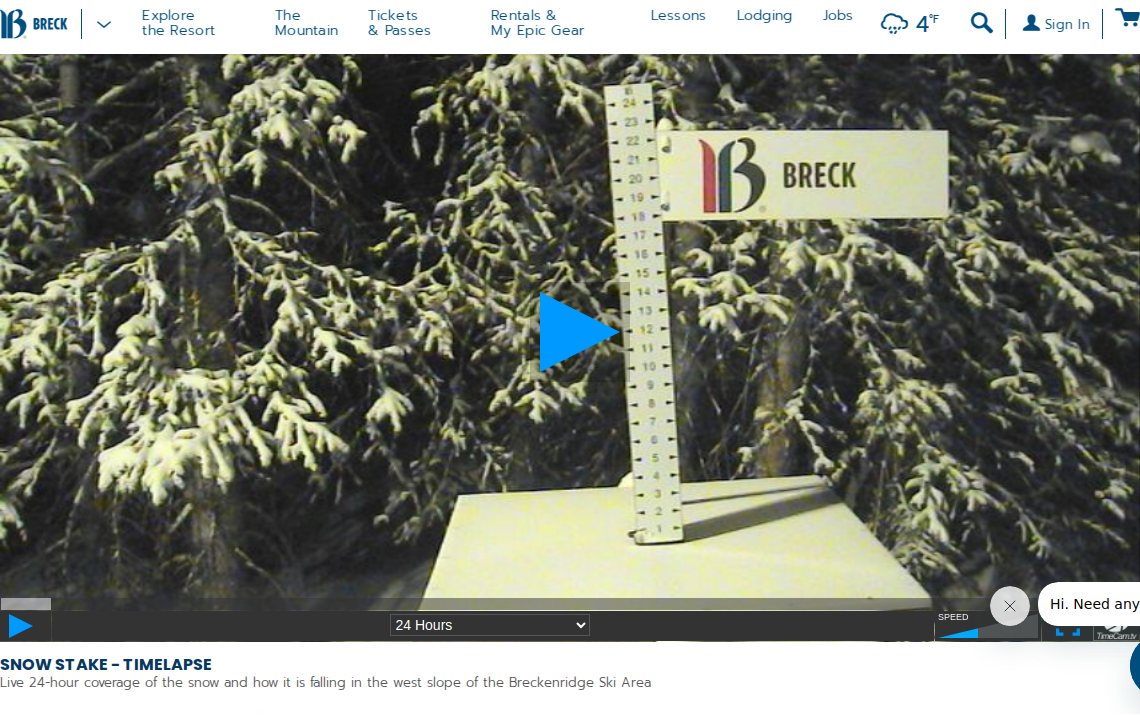 BRECK
Explore
the Resort
The
Mountain
Tickets
& Passes
Rentals &
My Epic Gear
Lessons
Lodging
Jobs
4°F
Sign In
24
23
22
21
20
19
18
17
16
15
14
13
12
11
10
9
8
7
6
5
4
3
2
1
B BRECK
24 Hours
SPEED
Hi. Need any
TimeCam.tv
SNOW STAKE - TIMELAPSE
Live 24-hour coverage of the snow and how it is falling in the west slope of the Breckenridge Ski Area